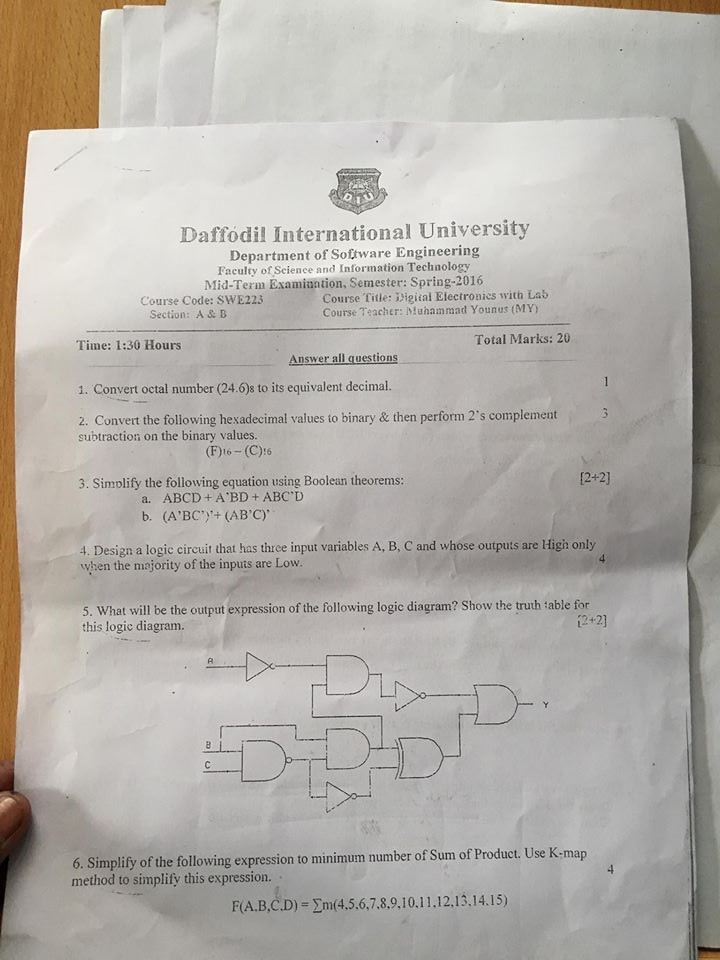 DIU
Daffodil International University
Department of Software Engineering
Faculty of Science and Information Technology
Mid-Term Examination, Semester: Spring-2016
Course Code: SWE223 Course Title: Digital Electronics with Lab
Section: A & B Course Teacher: Muhammad Younus (MY)
Time: 1:30 Hours Total Marks: 20
Answer all questions
1. Convert octal number (24.6)8 to its equivalent decimal. 1
2. Convert the following hexadecimal values to binary & then perform 2's complement 3
subtraction on the binary values.
(F)16 – (C)16
3. Simplify the following equation using Boolean theorems: [2+2]
a. ABCD + A'BD + ABC'D
b. (A'BC')'+ (AB'C)'
4. Design a logic circuit that has three input variables A, B, C and whose outputs are High only
when the majority of the inputs are Low. 4
5. What will be the output expression of the following logic diagram? Show the truth table for
this logic diagram. [2+2]
A
Y
B
C
6. Simplify of the following expression to minimum number of Sum of Product. Use K-map
method to simplify this expression. 4
F(A,B,C,D) = ∑m(4,5,6,7,8,9,10,11,12,13,14,15)